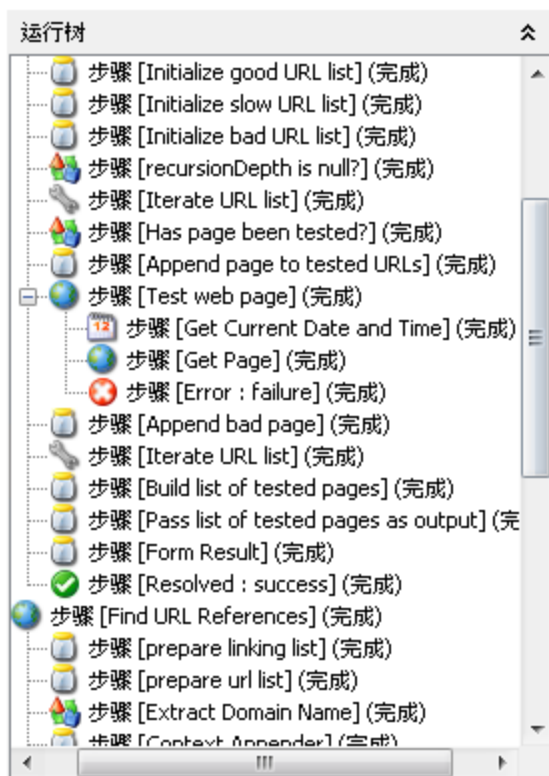 运行树
步骤 [Initialize good URL list] (完成)
步骤 [Initialize slow URL list] (完成)
步骤 [Initialize bad URL list] (完成)
步骤 [recursionDepth is null?] (完成)
步骤 [Iterate URL list] (完成)
步骤 [Has page been tested?] (完成)
步骤 [Append page to tested URLs] (完成)
步骤 [Test web page] (完成)
12 步骤 [Get Current Date and Time] (完成)
步骤 [Get Page] (完成)
步骤 [Error : failure] (完成)
步骤 [Append bad page] (完成)
步骤 [Iterate URL list] (完成)
步骤 [Build list of tested pages] (完成)
步骤 [Pass list of tested pages as output] (完
步骤 [Form Result] (完成)
步骤 [Resolved : success] (完成)
步骤 [Find URL References] (完成)
步骤 [prepare linking list] (完成)
步骤 [prepare url list] (完成)
步骤 [Extract Domain Name] (完成)
步骤 [Context Appender] (完成)